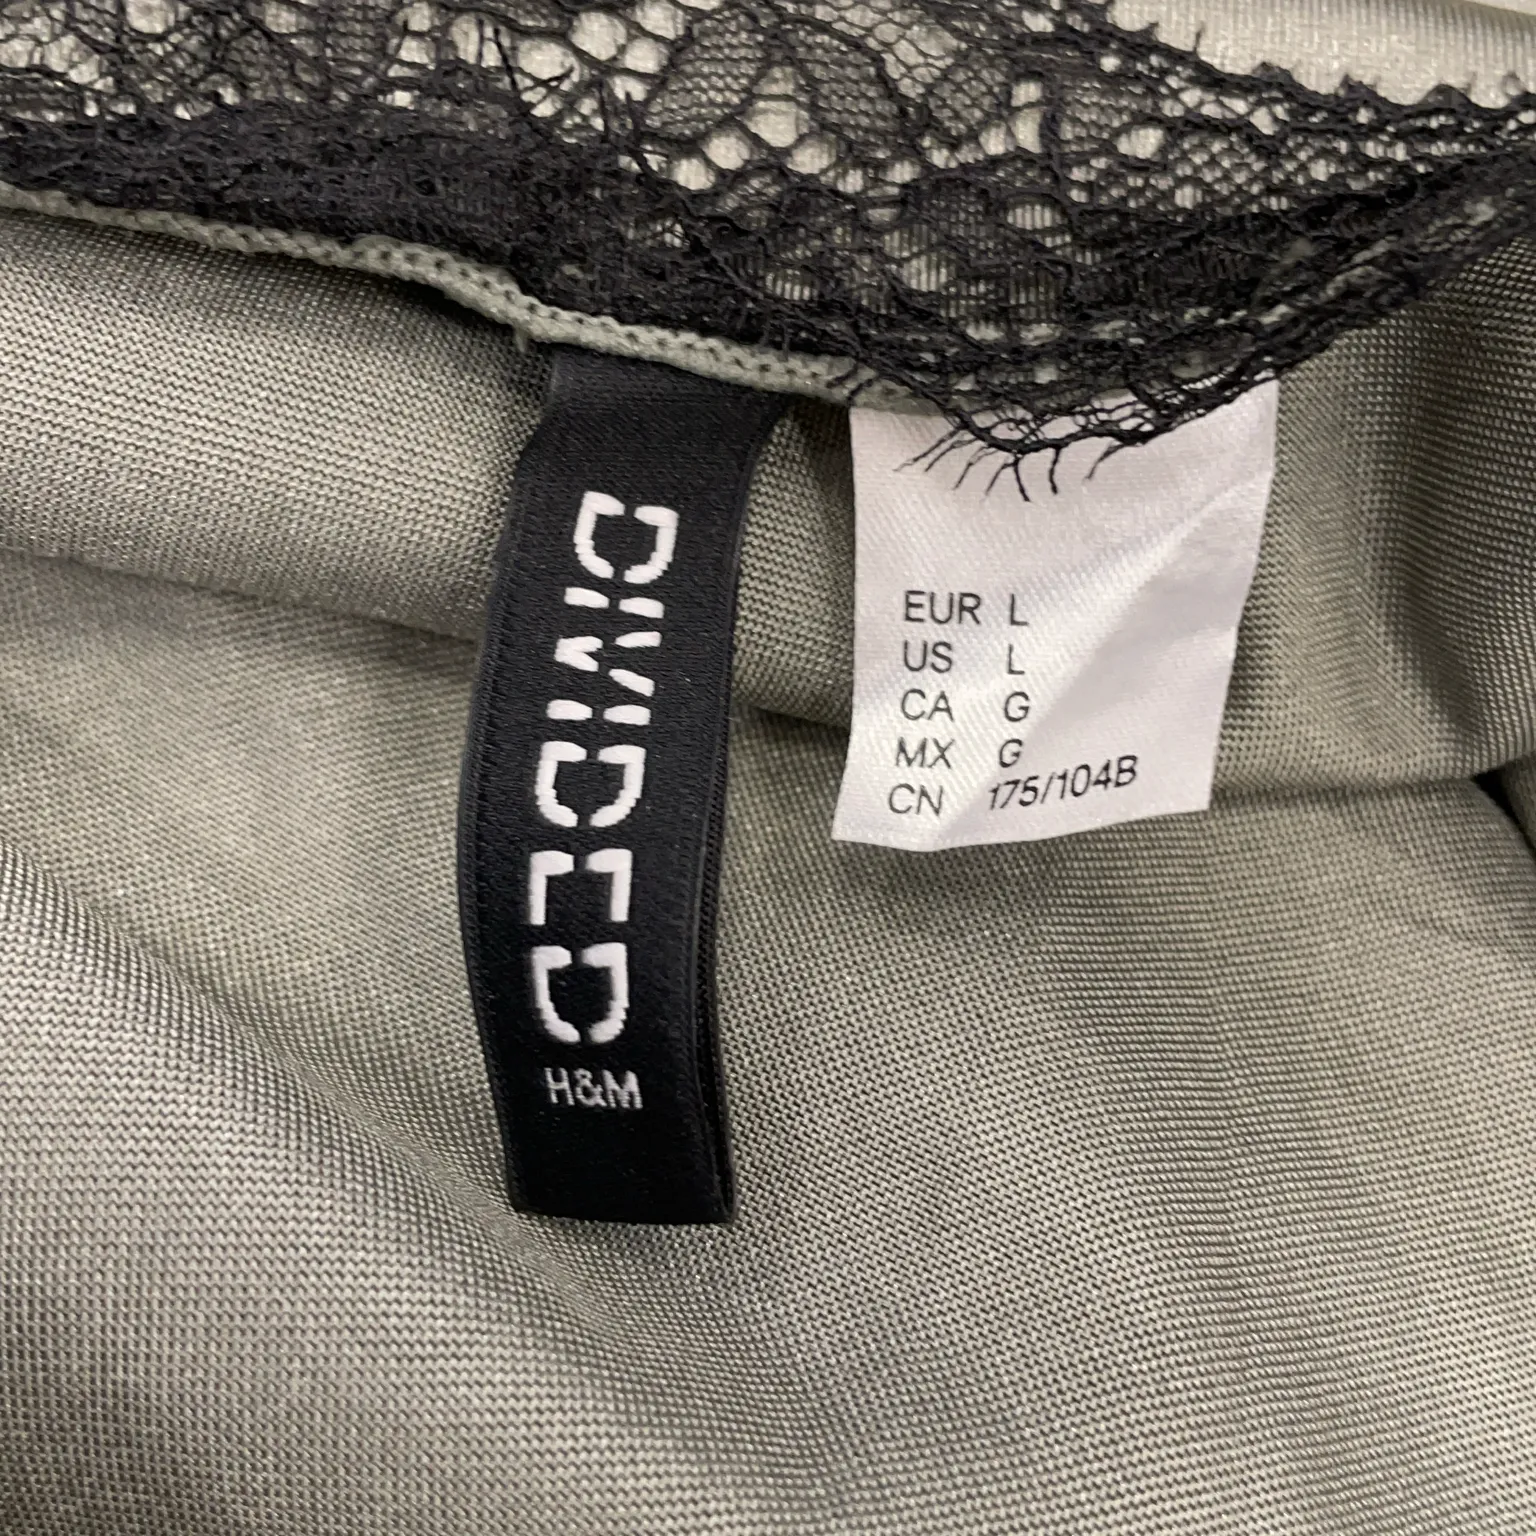 DIVIDED
H&M
EUR L
US L
CA G
MX G
CN 175/104B